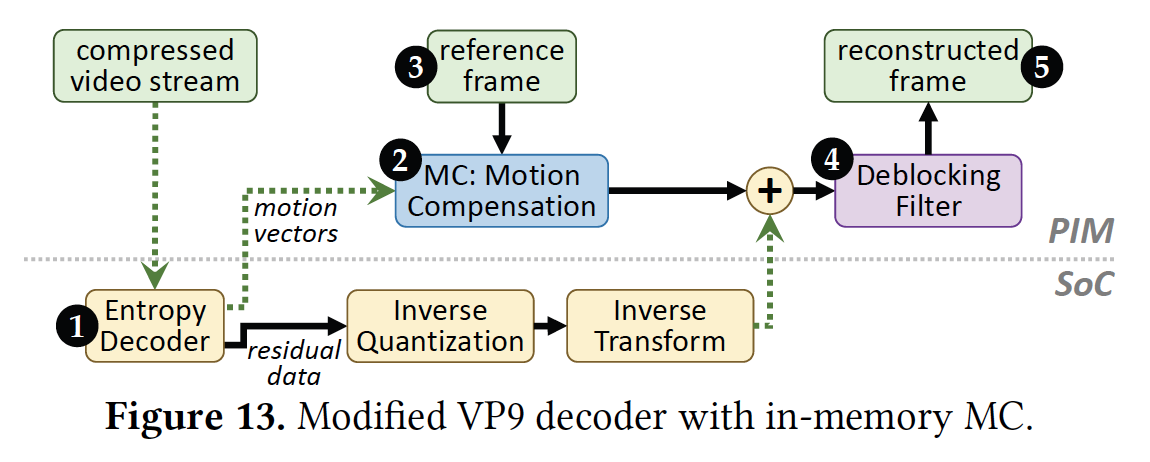 compressed
video stream
3
reference
frame
reconstructed
frame
5
2
MC: Motion
Compensation
+
4
Deblocking
Filter
motion
vectors
PIM
SoC
1
Entropy
Decoder
residual
data
Inverse
Quantization
Inverse
Transform
Figure 13. Modified VP9 decoder with in-memory MC.